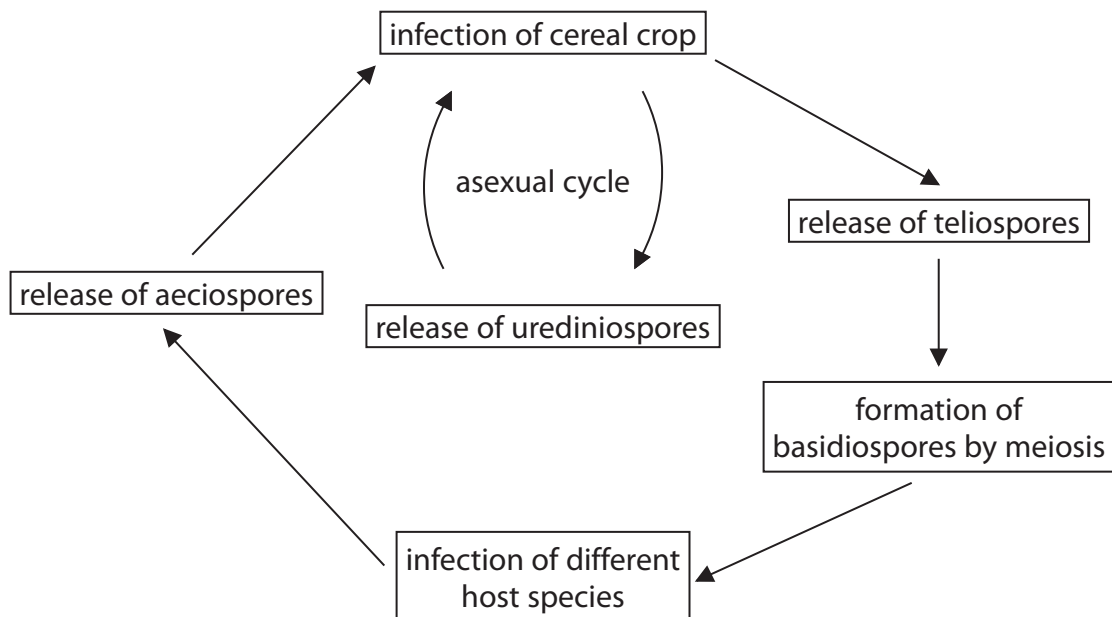 infection of cereal crop
asexual cycle
release of teliospores
release of aeciospores
release of urediniospores
formation of
basidiospores by meiosis
infection of different
host species